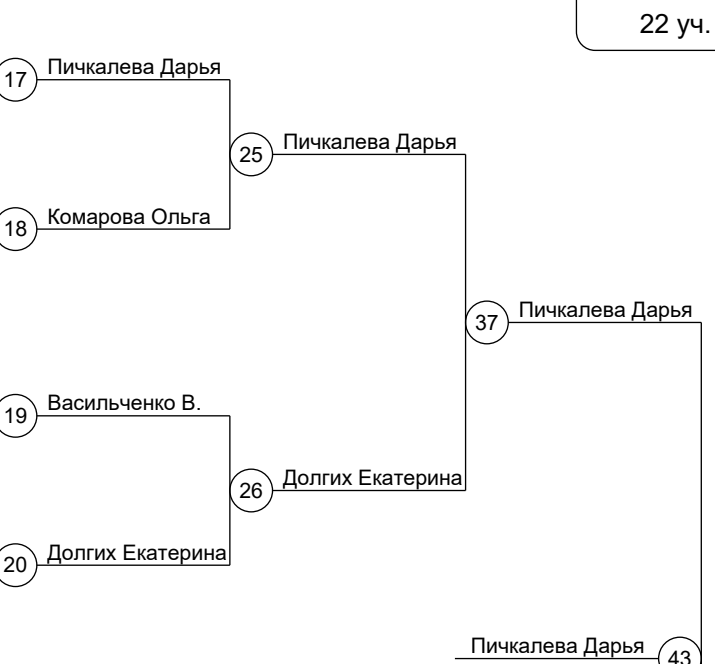 22 уч.
17 Пичкалева Дарья
25 Пичкалева Дарья
18 Комарова Ольга
37 Пичкалева Дарья
19 Васильченко В.
26 Долгих Екатерина
20 Долгих Екатерина
Пичкалева Дарья 43